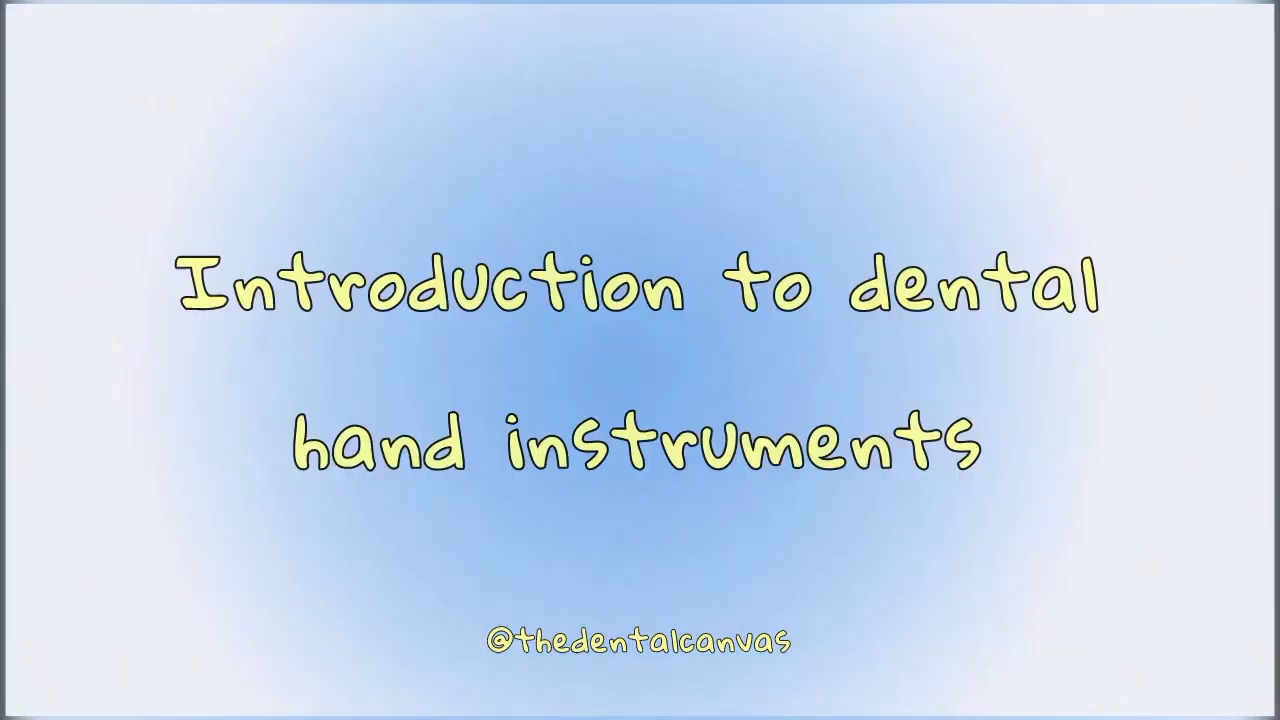 Introduction to dental
hand instruments
@thedentalcanvas